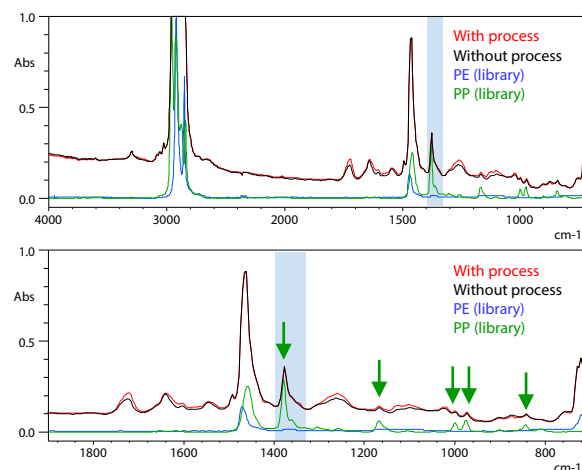 1.0
Abs
0.5
0.0
With process
Without process
PE (library)
PP (library)
4000
3000
2000
1500
1000
cm-1
1.0
Abs
0.5
0.0
With process
Without process
PE (library)
PP (library)
1800
1600
1400
1200
1000
800
cm-1